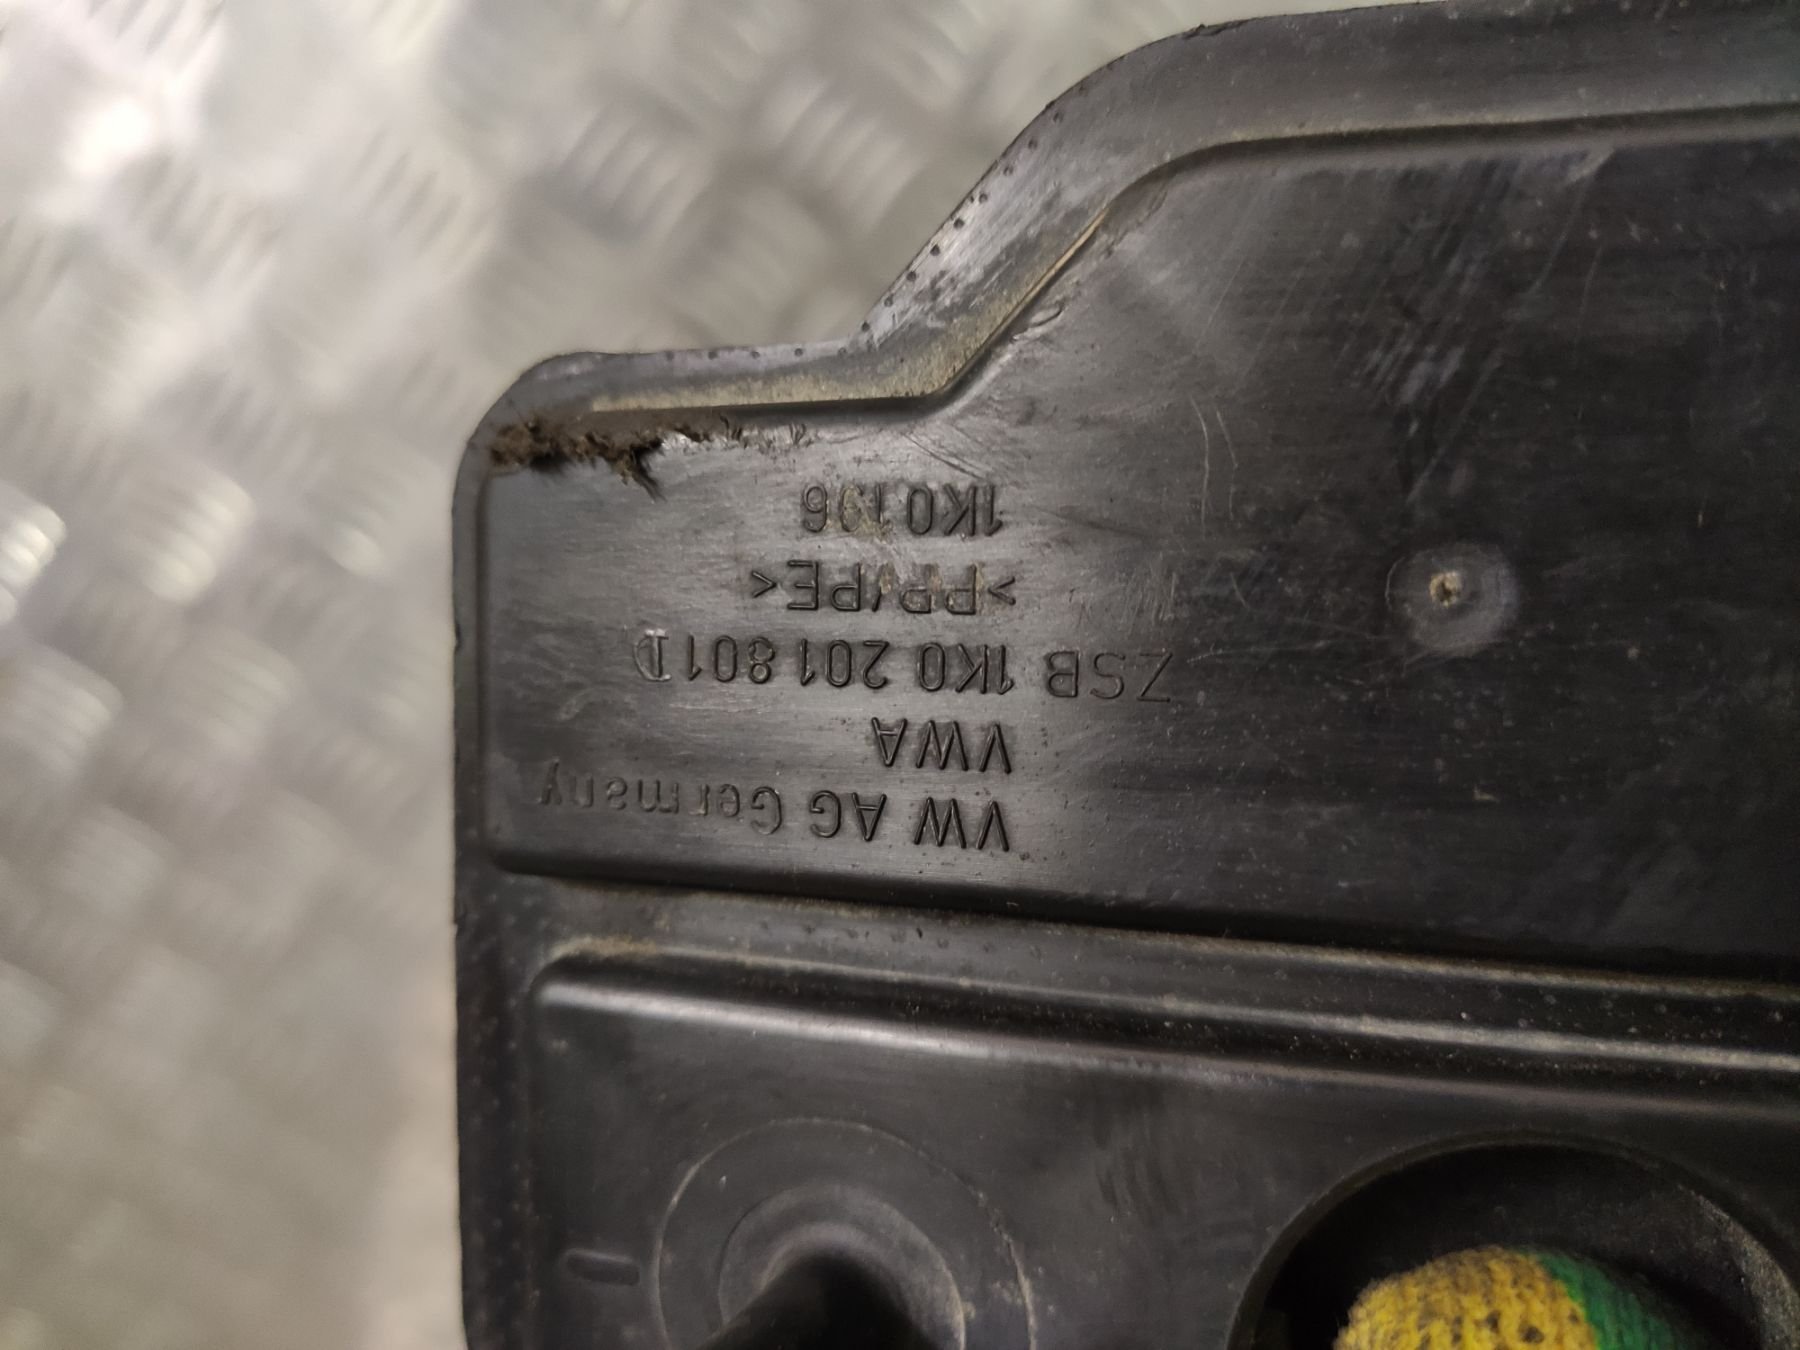 VW AG Germany
VWA
ZSB 1K0 201 801 D
>PP/PE<
1K0196